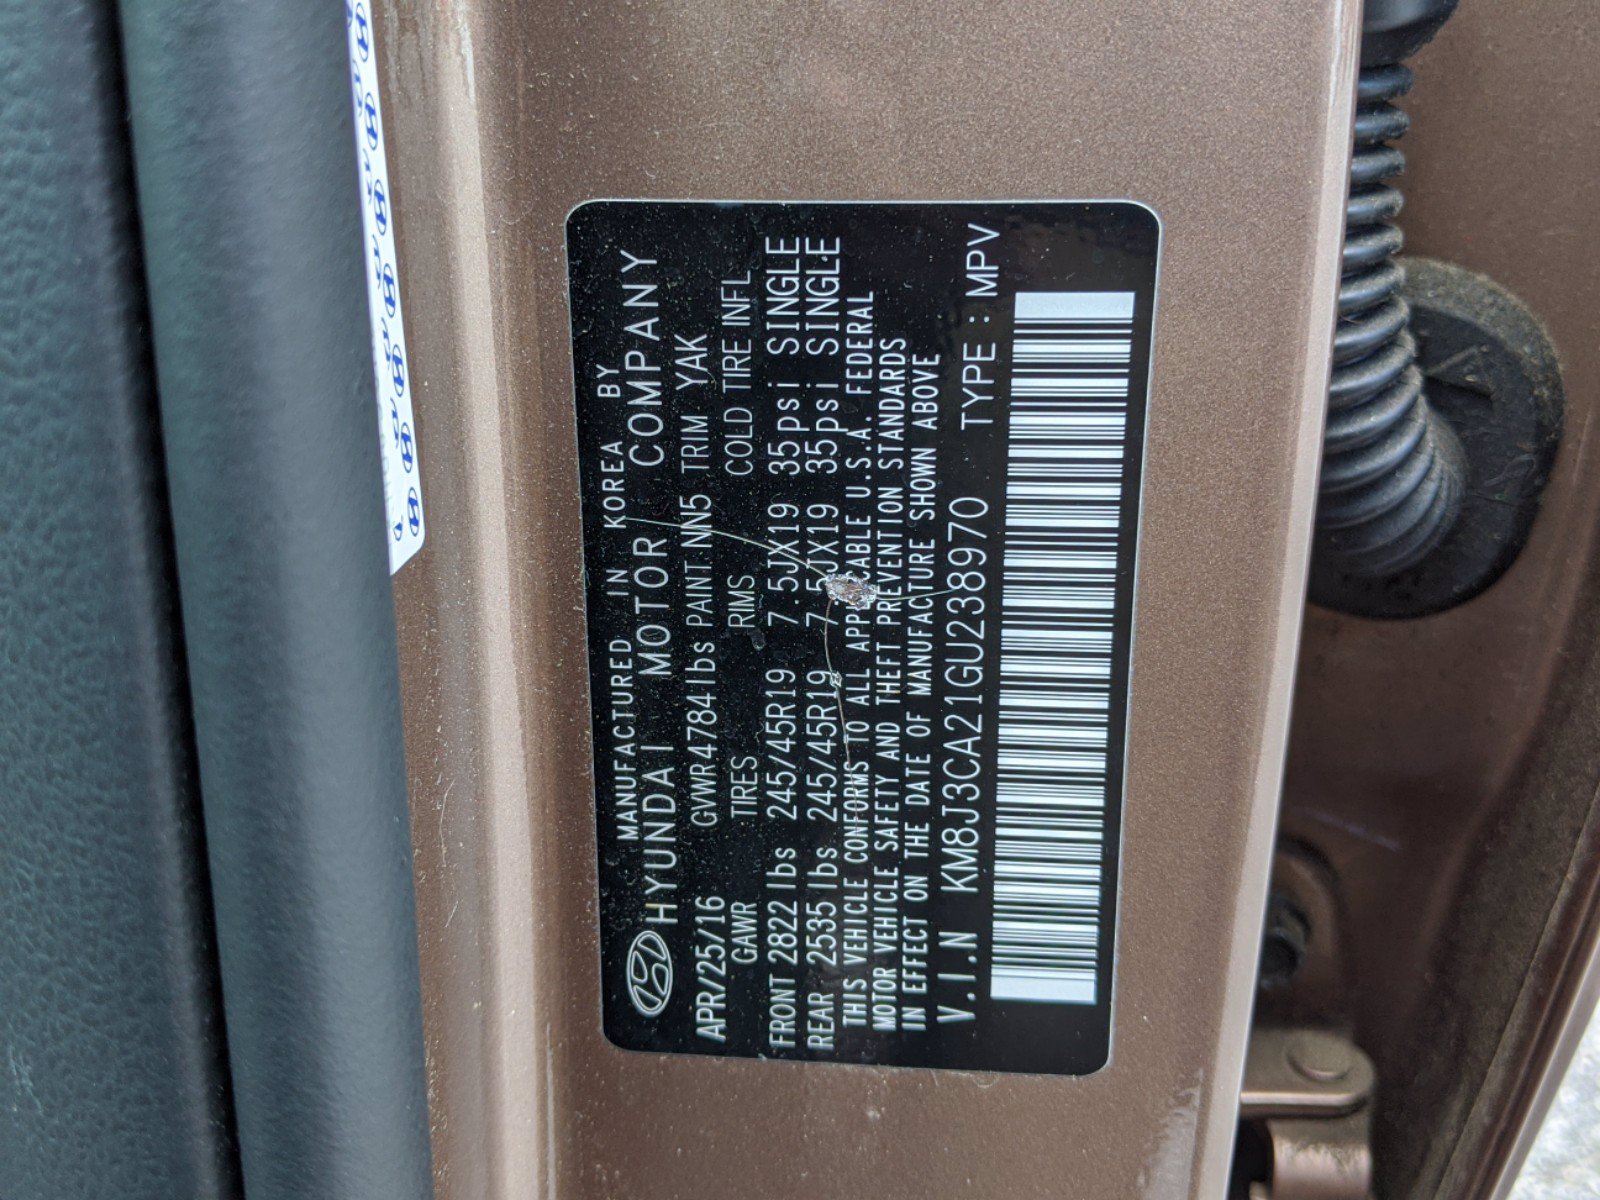 MANUFACTURED IN KOREA BY
HYUNDAI MOTOR COMPANY
APR/25/16 GVWR 4784 lbs PAINT:NN5 TRIM YAK
GAWR TIRES RIMS COLD TIRE INFL
FRONT 2822 lbs 245/45R19 7.5JX19 35psi SINGLE
REAR 2535 lbs 245/45R19 7.5JX19 35psi SINGLE
THIS VEHICLE CONFORMS TO ALL APPLICABLE U.S.A. FEDERAL
MOTOR VEHICLE SAFETY AND THEFT PREVENTION STANDARDS
IN EFFECT ON THE DATE OF MANUFACTURE SHOWN ABOVE
V.I.N KM8J3CA21GU238970 TYPE : MPV